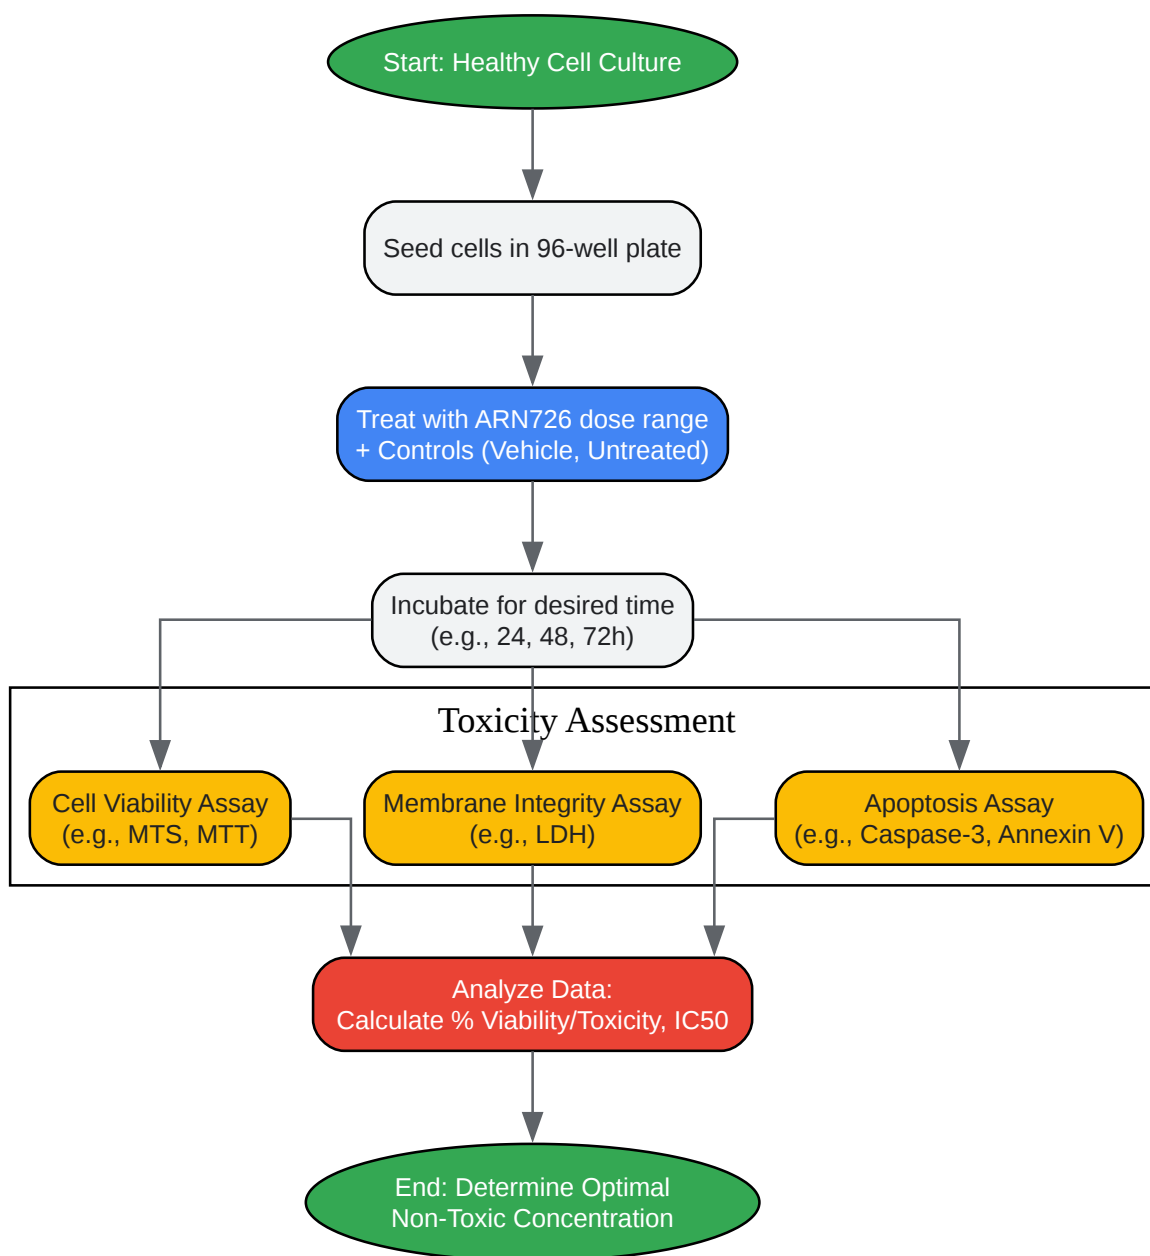 Start: Healthy Cell Culture
Seed cells in 96-well plate
Treat with ARN726 dose range
+ Controls (Vehicle, Untreated)
Incubate for desired time
(e.g., 24, 48, 72h)
Toxicity Assessment
Cell Viability Assay
(e.g., MTS, MTT)
Membrane Integrity Assay
(e.g., LDH)
Apoptosis Assay
(e.g., Caspase-3, Annexin V)
Analyze Data:
Calculate % Viability/Toxicity, IC50
End: Determine Optimal
Non-Toxic Concentration